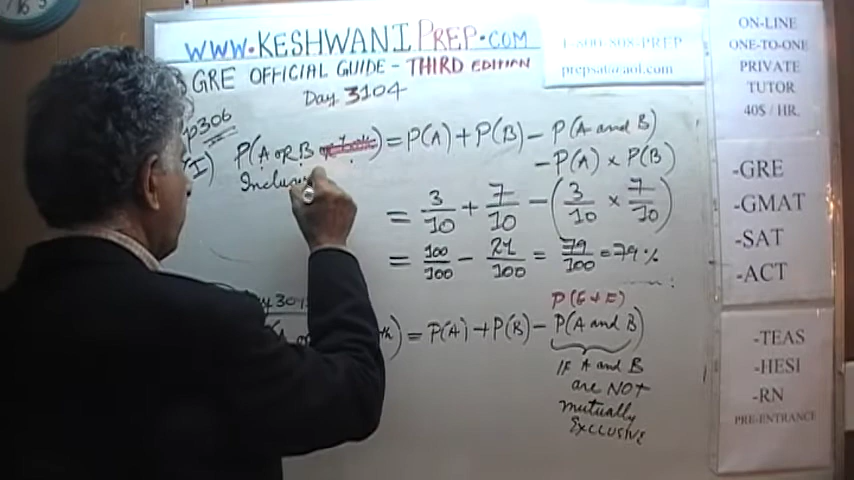 WWW.KESHWANIPREP.COM
1-800-808-PREP
prepsat@aol.com
GRE OFFICIAL GUIDE - THIRD EDITION
Day 3104
p306
I) P(A OR B = P(A) + P(B) - P(A and B)
- P(A) × P(B)
= 3/10 + 7/10 - (3/10 × 7/10)
= 100/100 - 21/100 = 79/100 = 79%
P(G & E)
= P(A) + P(B) - P(A and B)
IF A and B
are NOT
mutually
EXCLUSIVE
ON-LINE
ONE-TO-ONE
PRIVATE
TUTOR
40$ / HR.
-GRE
-GMAT
-SAT
-ACT
-TEAS
-HESI
-RN
PRE-ENTRANCE